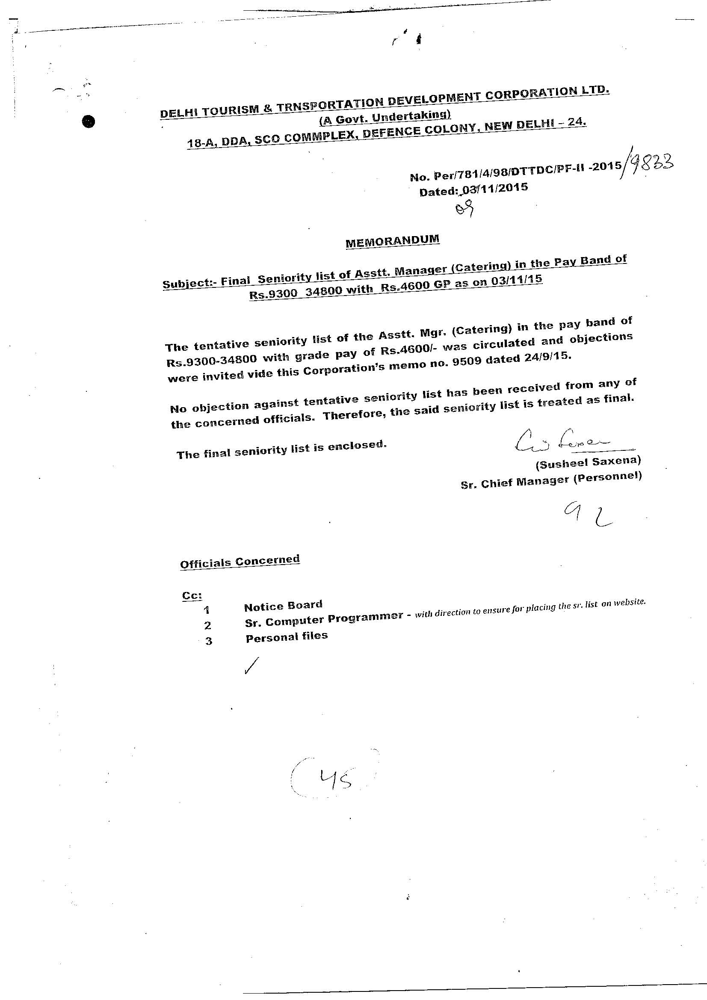 DELHI TOURISM & TRNSPORTATION DEVELOPMENT CORPORATION LTD.
(A Govt. Undertaking)
18-A, DDA, SCO COMMPLEX, DEFENCE COLONY, NEW DELHI – 24.
No. Per/781/4/98/DTTDC/PF-II -2015/9833
Dated: 03/11/2015
09
MEMORANDUM
Subject:- Final Seniority list of Asstt. Manager (Catering) in the Pay Band of
Rs.9300 34800 with Rs.4600 GP as on 03/11/15
The tentative seniority list of the Asstt. Mgr. (Catering) in the pay band of
Rs.9300-34800 with grade pay of Rs.4600/- was circulated and objections
were invited vide this Corporation's memo no. 9509 dated 24/9/15.
No objection against tentative seniority list has been received from any of
the concerned officials. Therefore, the said seniority list is treated as final.
The final seniority list is enclosed.
(Susheel Saxena)
Sr. Chief Manager (Personnel)
Officials Concerned
Cc:
1 Notice Board
2 Sr. Computer Programmer - with direction to ensure for placing the sr. list on website.
3 Personal files
45